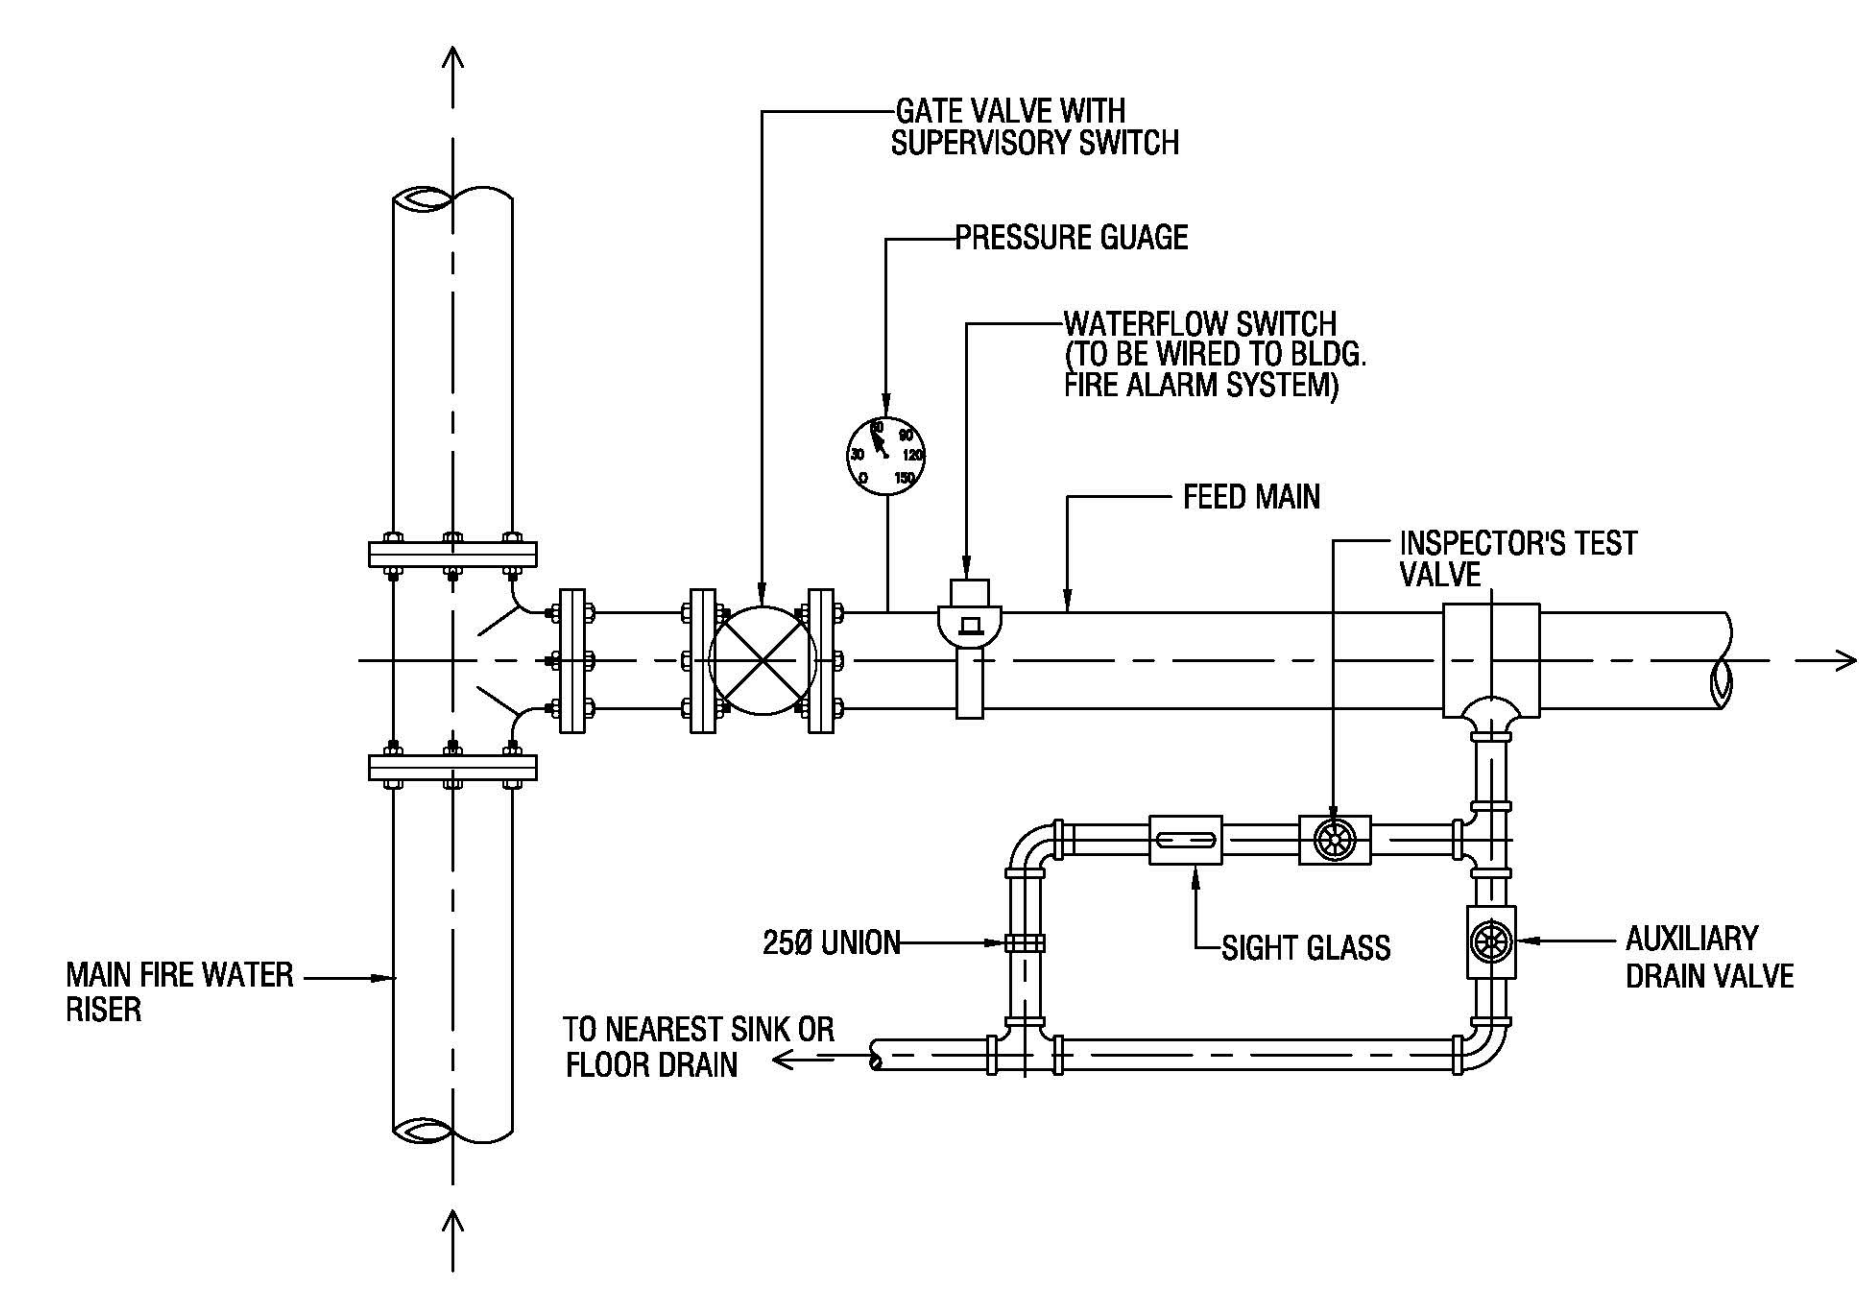 GATE VALVE WITH
SUPERVISORY SWITCH
PRESSURE GUAGE
WATERFLOW SWITCH
(TO BE WIRED TO BLDG.
FIRE ALARM SYSTEM)
0
30
60
90
120
150
FEED MAIN
INSPECTOR'S TEST
VALVE
25Ø UNION
SIGHT GLASS
AUXILIARY
DRAIN VALVE
MAIN FIRE WATER
RISER
TO NEAREST SINK OR
FLOOR DRAIN